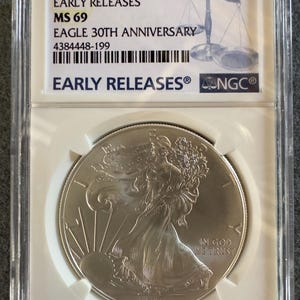 EARLY RELEASES
MS 69
EAGLE 30TH ANNIVERSARY
4384448-199
EARLY RELEASES®
NGC®
IN GOD
WE TRUST